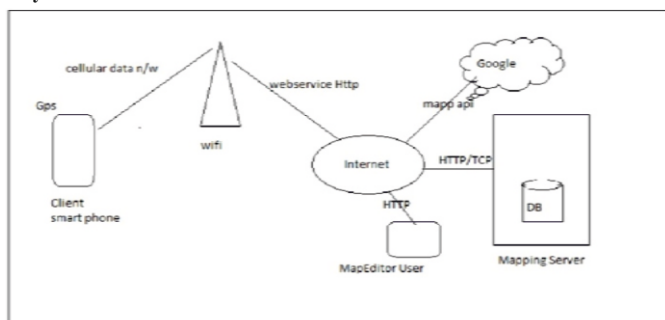 cellular data n/w
Gps
Client
smart phone
wifi
webservice Http
Google
mapp api
Internet
HTTP/TCP
HTTP
MapEditor User
DB
Mapping Server